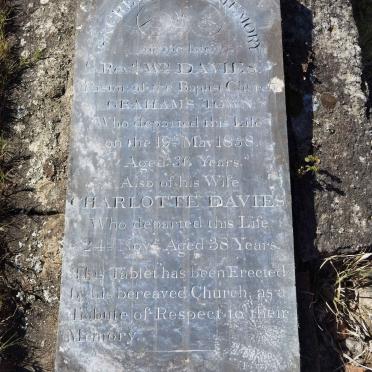 SACRED TO THE MEMORY
of the late
Revd. Wm. DAVIES.
Pastor of the Baptist Church
GRAHAMS TOWN.
Who departed this Life
on the 19th May 1838.
Aged 36 Years.
Also of his Wife
CHARLOTTE DAVIES
Who departed this Life
24th Novr. Aged 38 Years.
This Tablet has been Erected
by the bereaved Church, as a
tribute of Respect to their
Memory.